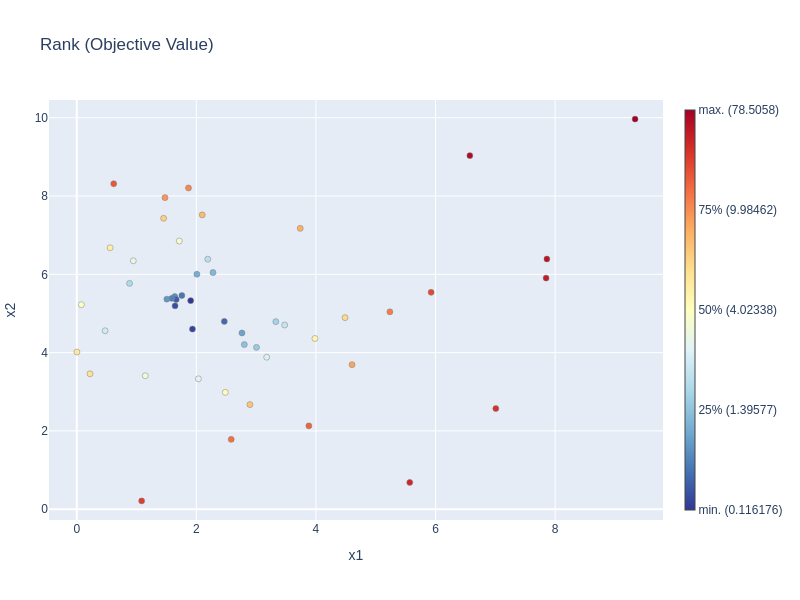 Rank (Objective Value)
max. (78.5058)
75% (9.98462)
50% (4.02338)
25% (1.39577)
min. (0.116176)
x2
10
8
6
4
2
0
0 2 4 6 8
x1